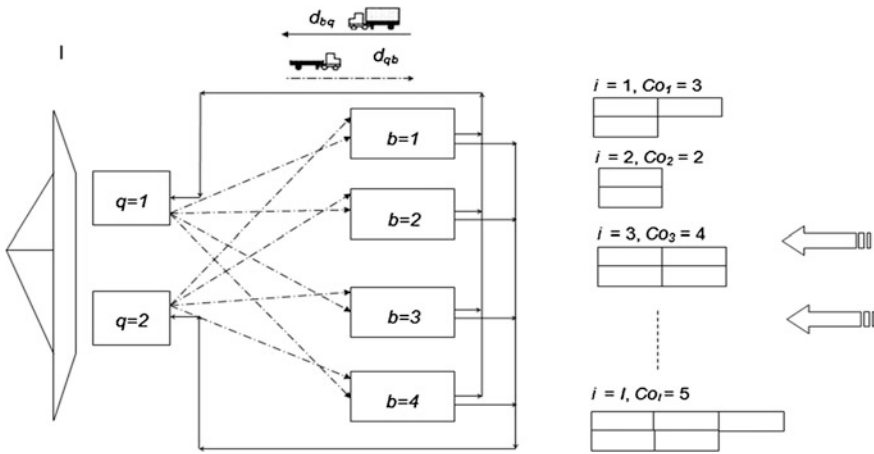 d_bq
d_qb
I
q=1
q=2
b=1
b=2
b=3
b=4
i = 1, Co_1 = 3
i = 2, Co_2 = 2
i = 3, Co_3 = 4
i = I, Co_I = 5